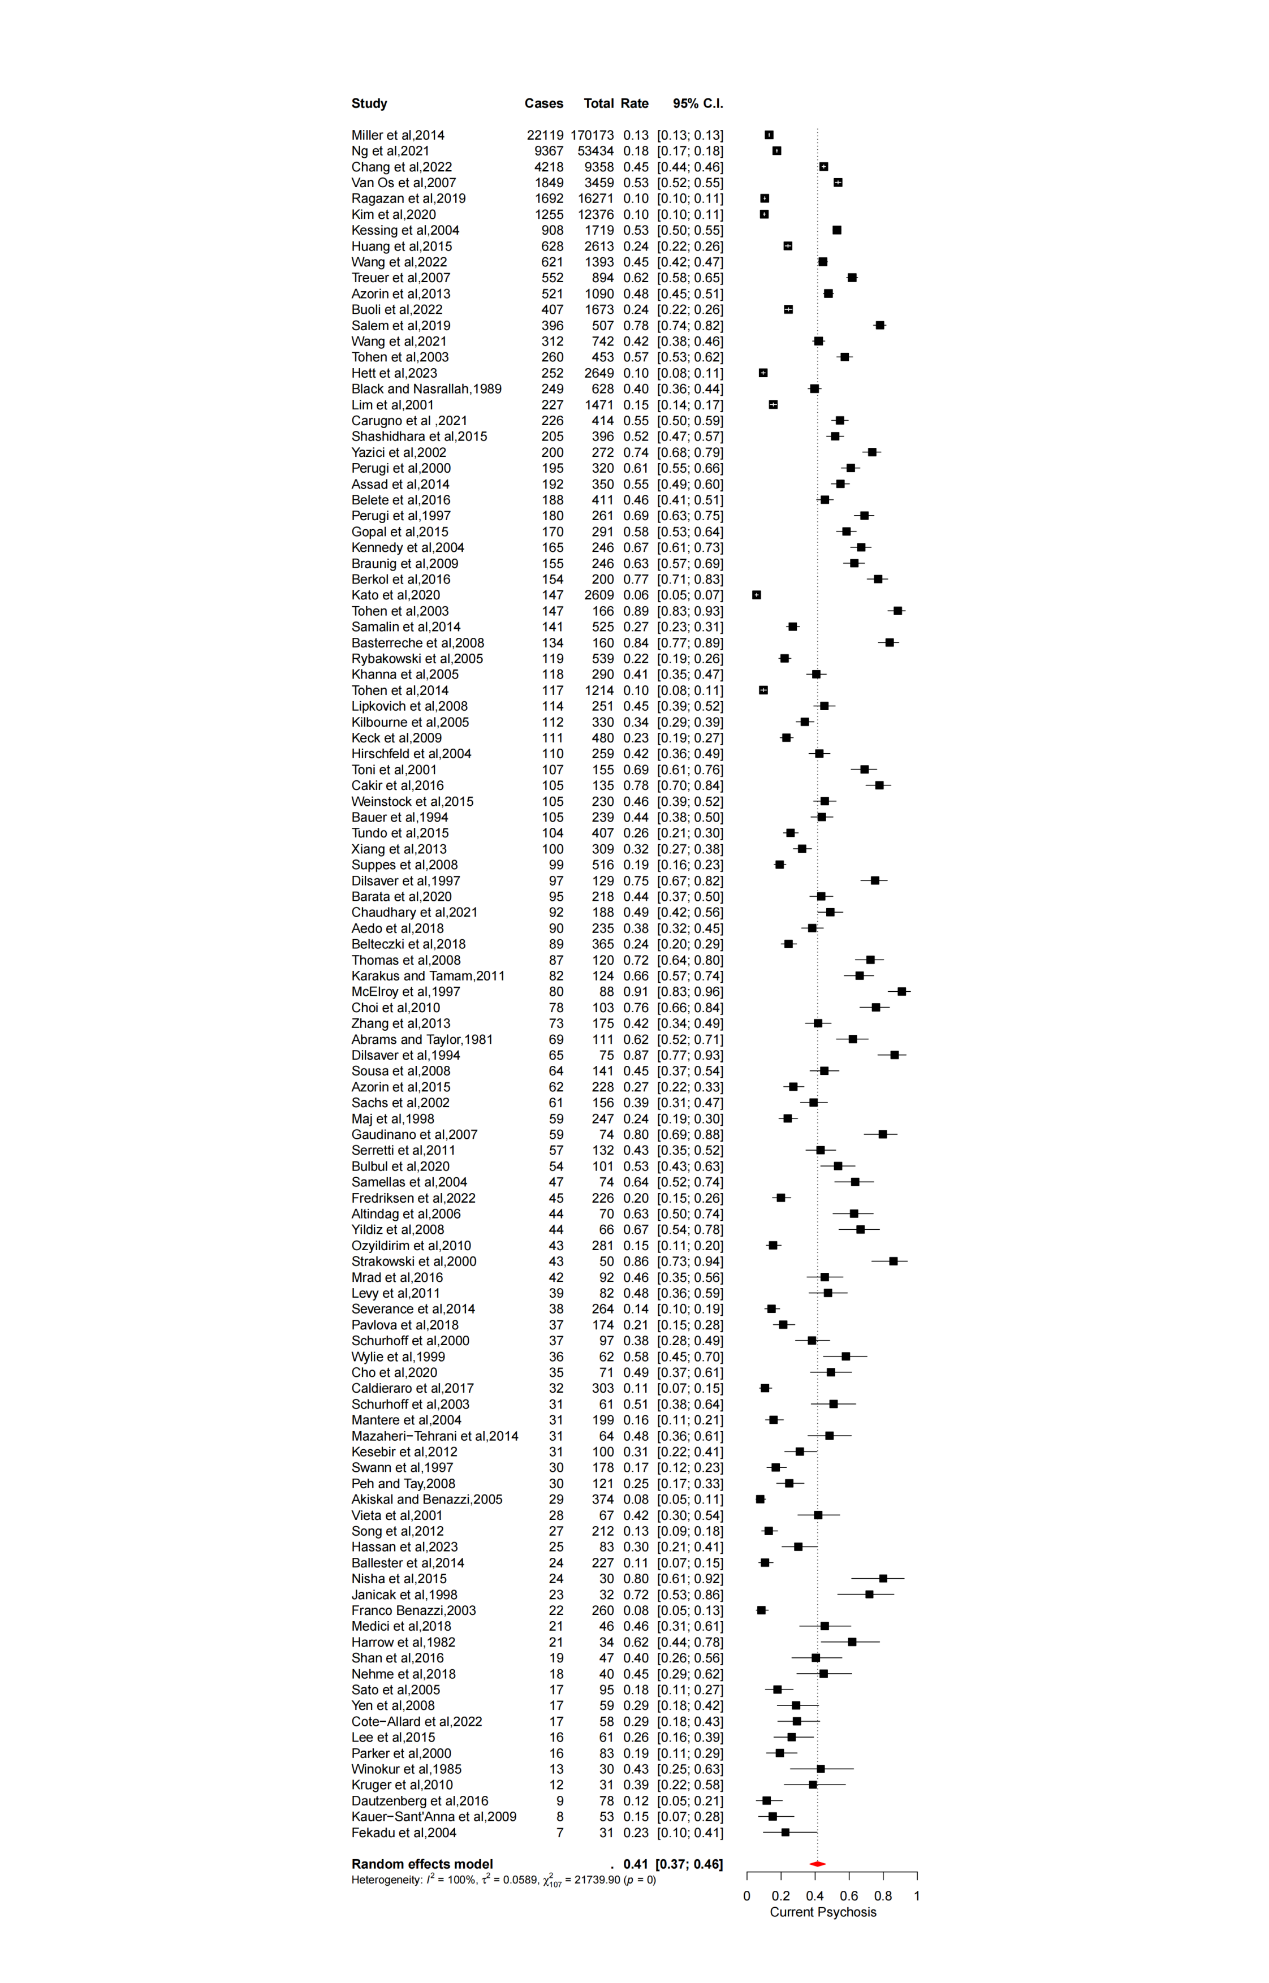 Study Cases Total Rate 95% C.I.
Miller et al,2014 22119 170173 0.13 [0.13; 0.13]
Ng et al,2021 9367 53434 0.18 [0.17; 0.18]
Chang et al,2022 4218 9358 0.45 [0.44; 0.46]
Van Os et al,2007 1849 3459 0.53 [0.52; 0.55]
Ragazan et al,2019 1692 16271 0.10 [0.10; 0.11]
Kim et al,2020 1255 12376 0.10 [0.10; 0.11]
Kessing et al,2004 908 1719 0.53 [0.50; 0.55]
Huang et al,2015 628 2613 0.24 [0.22; 0.26]
Wang et al,2022 621 1393 0.45 [0.42; 0.47]
Treuer et al,2007 552 894 0.62 [0.58; 0.65]
Azorin et al,2013 521 1090 0.48 [0.45; 0.51]
Buoli et al,2022 407 1673 0.24 [0.22; 0.26]
Salem et al,2019 396 507 0.78 [0.74; 0.82]
Wang et al,2021 312 742 0.42 [0.38; 0.46]
Tohen et al,2003 260 453 0.57 [0.53; 0.62]
Hett et al,2023 252 2649 0.10 [0.08; 0.11]
Black and Nasrallah,1989 249 628 0.40 [0.36; 0.44]
Lim et al,2001 227 1471 0.15 [0.14; 0.17]
Carugno et al ,2021 226 414 0.55 [0.50; 0.59]
Shashidhara et al,2015 205 396 0.52 [0.47; 0.57]
Yazici et al,2002 200 272 0.74 [0.68; 0.79]
Perugi et al,2000 195 320 0.61 [0.55; 0.66]
Assad et al,2014 192 350 0.55 [0.49; 0.60]
Belete et al,2016 188 411 0.46 [0.41; 0.51]
Perugi et al,1997 180 261 0.69 [0.63; 0.75]
Gopal et al,2015 170 291 0.58 [0.53; 0.64]
Kennedy et al,2004 165 246 0.67 [0.61; 0.73]
Braunig et al,2009 155 246 0.63 [0.57; 0.69]
Berkol et al,2016 154 200 0.77 [0.71; 0.83]
Kato et al,2020 147 2609 0.06 [0.05; 0.07]
Tohen et al,2003 147 166 0.89 [0.83; 0.93]
Samalin et al,2014 141 525 0.27 [0.23; 0.31]
Basterreche et al,2008 134 160 0.84 [0.77; 0.89]
Rybakowski et al,2005 119 539 0.22 [0.19; 0.26]
Khanna et al,2005 118 290 0.41 [0.35; 0.47]
Tohen et al,2014 117 1214 0.10 [0.08; 0.11]
Lipkovich et al,2008 114 251 0.45 [0.39; 0.52]
Kilbourne et al,2005 112 330 0.34 [0.29; 0.39]
Keck et al,2009 111 480 0.23 [0.19; 0.27]
Hirschfeld et al,2004 110 259 0.42 [0.36; 0.49]
Toni et al,2001 107 155 0.69 [0.61; 0.76]
Cakir et al,2016 105 135 0.78 [0.70; 0.84]
Weinstock et al,2015 105 230 0.46 [0.39; 0.52]
Bauer et al,1994 105 239 0.44 [0.38; 0.50]
Tundo et al,2015 104 407 0.26 [0.21; 0.30]
Xiang et al,2013 100 309 0.32 [0.27; 0.38]
Suppes et al,2008 99 516 0.19 [0.16; 0.23]
Dilsaver et al,1997 97 129 0.75 [0.67; 0.82]
Barata et al,2020 95 218 0.44 [0.37; 0.50]
Chaudhary et al,2021 92 188 0.49 [0.42; 0.56]
Aedo et al,2018 90 235 0.38 [0.32; 0.45]
Belteczki et al,2018 89 365 0.24 [0.20; 0.29]
Thomas et al,2008 87 120 0.72 [0.64; 0.80]
Karakus and Tamam,2011 82 124 0.66 [0.57; 0.74]
McElroy et al,1997 80 88 0.91 [0.83; 0.96]
Choi et al,2010 78 103 0.76 [0.66; 0.84]
Zhang et al,2013 73 175 0.42 [0.34; 0.49]
Abrams and Taylor,1981 69 111 0.62 [0.52; 0.71]
Dilsaver et al,1994 65 75 0.87 [0.77; 0.93]
Sousa et al,2008 64 141 0.45 [0.37; 0.54]
Azorin et al,2015 62 228 0.27 [0.22; 0.33]
Sachs et al,2002 61 156 0.39 [0.31; 0.47]
Maj et al,1998 59 247 0.24 [0.19; 0.30]
Gaudinano et al,2007 59 74 0.80 [0.69; 0.88]
Serretti et al,2011 57 132 0.43 [0.35; 0.52]
Bulbul et al,2020 54 101 0.53 [0.43; 0.63]
Samellas et al,2004 47 74 0.64 [0.52; 0.74]
Fredriksen et al,2022 45 226 0.20 [0.15; 0.26]
Altindag et al,2006 44 70 0.63 [0.50; 0.74]
Yildiz et al,2008 44 66 0.67 [0.54; 0.78]
Ozyildirim et al,2010 43 281 0.15 [0.11; 0.20]
Strakowski et al,2000 43 50 0.86 [0.73; 0.94]
Mrad et al,2016 42 92 0.46 [0.35; 0.56]
Levy et al,2011 39 82 0.48 [0.36; 0.59]
Severance et al,2014 38 264 0.14 [0.10; 0.19]
Pavlova et al,2018 37 174 0.21 [0.15; 0.28]
Schurhoff et al,2000 37 97 0.38 [0.28; 0.49]
Wylie et al,1999 36 62 0.58 [0.45; 0.70]
Cho et al,2020 35 71 0.49 [0.37; 0.61]
Caldieraro et al,2017 32 303 0.11 [0.07; 0.15]
Schurhoff et al,2003 31 61 0.51 [0.38; 0.64]
Mantere et al,2004 31 199 0.16 [0.11; 0.21]
Mazaheri−Tehrani et al,2014 31 64 0.48 [0.36; 0.61]
Kesebir et al,2012 31 100 0.31 [0.22; 0.41]
Swann et al,1997 30 178 0.17 [0.12; 0.23]
Peh and Tay,2008 30 121 0.25 [0.17; 0.33]
Akiskal and Benazzi,2005 29 374 0.08 [0.05; 0.11]
Vieta et al,2001 28 67 0.42 [0.30; 0.54]
Song et al,2012 27 212 0.13 [0.09; 0.18]
Hassan et al,2023 25 83 0.30 [0.21; 0.41]
Ballester et al,2014 24 227 0.11 [0.07; 0.15]
Nisha et al,2015 24 30 0.80 [0.61; 0.92]
Janicak et al,1998 23 32 0.72 [0.53; 0.86]
Franco Benazzi,2003 22 260 0.08 [0.05; 0.13]
Medici et al,2018 21 46 0.46 [0.31; 0.61]
Harrow et al,1982 21 34 0.62 [0.44; 0.78]
Shan et al,2016 19 47 0.40 [0.26; 0.56]
Nehme et al,2018 18 40 0.45 [0.29; 0.62]
Sato et al,2005 17 95 0.18 [0.11; 0.27]
Yen et al,2008 17 59 0.29 [0.18; 0.42]
Cote−Allard et al,2022 17 58 0.29 [0.18; 0.43]
Lee et al,2015 16 61 0.26 [0.16; 0.39]
Parker et al,2000 16 83 0.19 [0.11; 0.29]
Winokur et al,1985 13 30 0.43 [0.25; 0.63]
Kruger et al,2010 12 31 0.39 [0.22; 0.58]
Dautzenberg et al,2016 9 78 0.12 [0.05; 0.21]
Kauer−Sant'Anna et al,2009 8 53 0.15 [0.07; 0.28]
Fekadu et al,2004 7 31 0.23 [0.10; 0.41]
Random effects model . 0.41 [0.37; 0.46]
Heterogeneity: I² = 100%, τ² = 0.0589, χ²₁₀₇ = 21739.90 (p = 0)
0 0.2 0.4 0.6 0.8 1
Current Psychosis